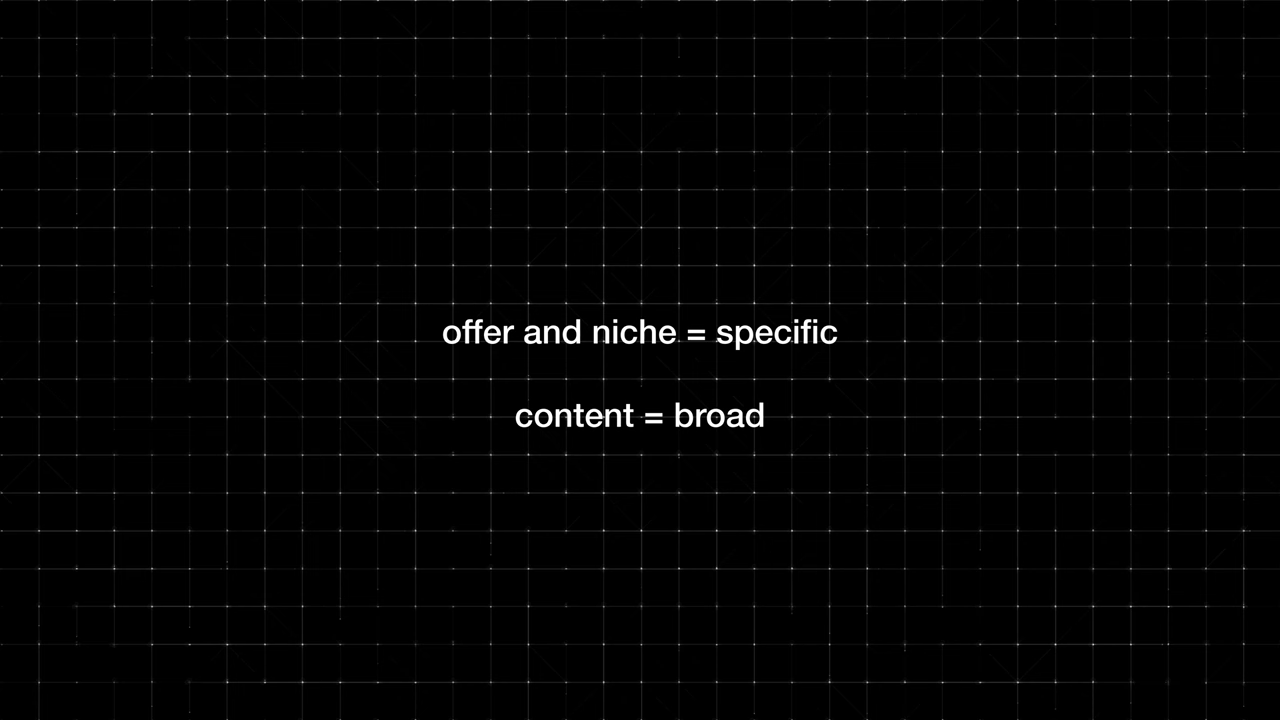 offer and niche = specific
content = broad